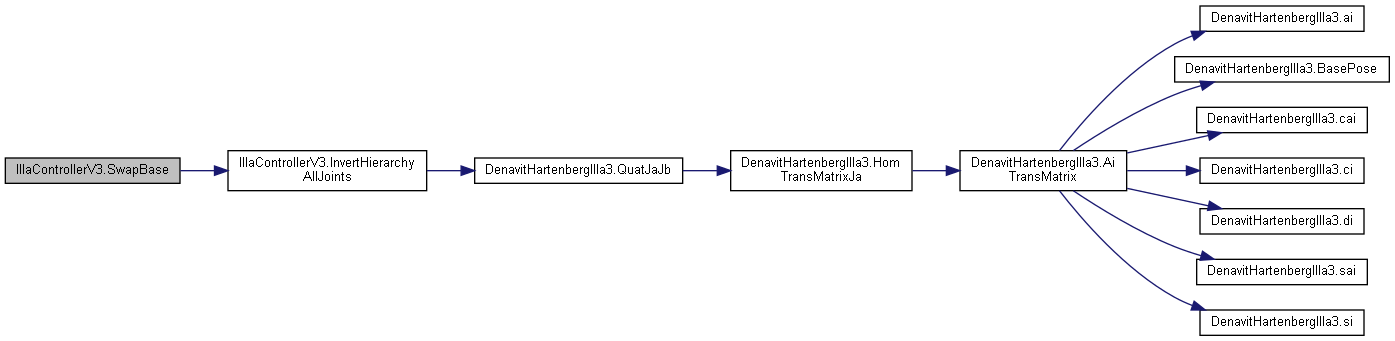 IllaControllerV3.SwapBase
IllaControllerV3.InvertHierarchy
AllJoints
DenavitHartenbergIlla3.QuatJaJb
DenavitHartenbergIlla3.Hom
TransMatrixJa
DenavitHartenbergIlla3.Ai
TransMatrix
DenavitHartenbergIlla3.ai
DenavitHartenbergIlla3.BasePose
DenavitHartenbergIlla3.cai
DenavitHartenbergIlla3.ci
DenavitHartenbergIlla3.di
DenavitHartenbergIlla3.sai
DenavitHartenbergIlla3.si